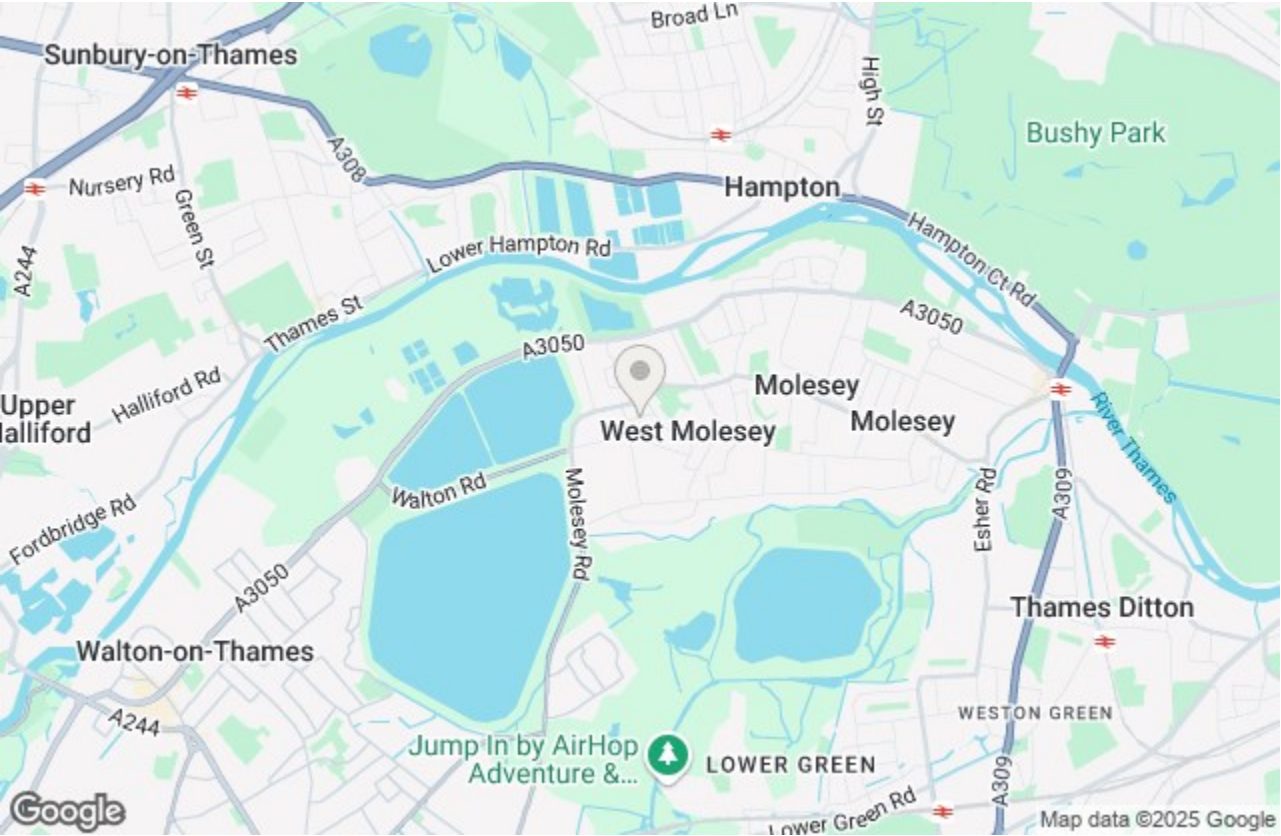 Broad Ln
Sunbury-on-Thames
High St
Bushy Park
A308
Nursery Rd
Hampton
Green St
Hampton Ct Rd
Lower Hampton Rd
A244
Thames St
A3050
A3050
Halliford Rd
Molesey
Upper
Halliford
River Thames
Molesey
West Molesey
Walton Rd
Molesey Rd
Esher Rd
A309
Fordbridge Rd
A3050
Thames Ditton
Walton-on-Thames
WESTON GREEN
A244
Jump In by AirHop
Adventure &...
LOWER GREEN
A309
Lower Green Rd
Google
Map data ©2025 Google